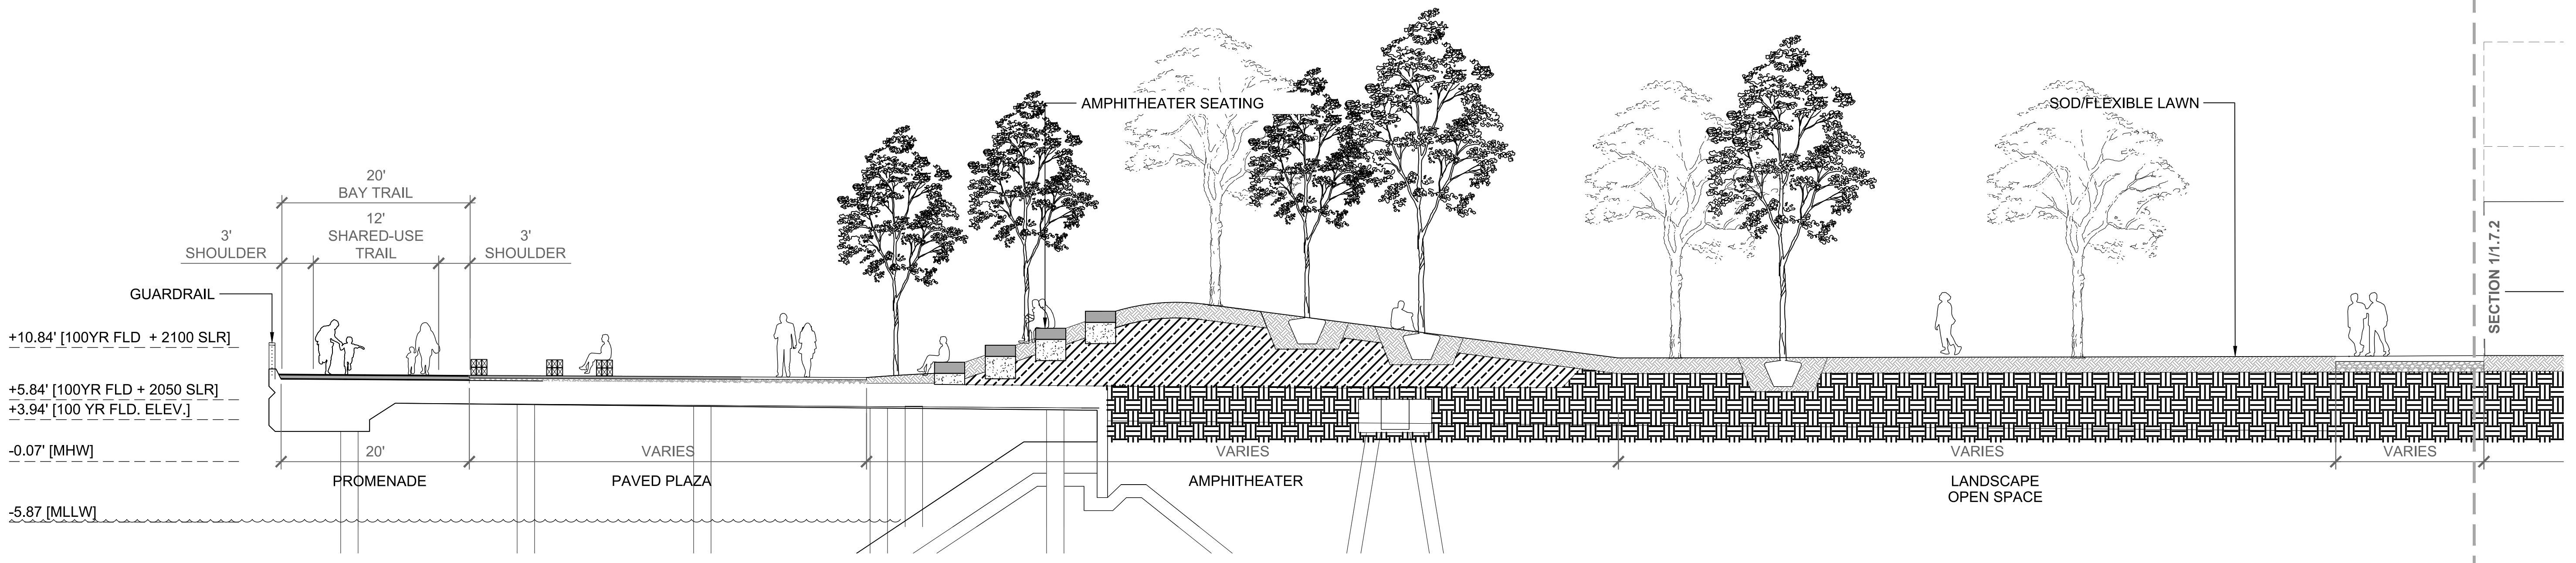 AMPHITHEATER SEATING
SOD/FLEXIBLE LAWN
20'
BAY TRAIL
12'
SHARED-USE
TRAIL
3'
SHOULDER
3'
SHOULDER
GUARDRAIL
SECTION 1/1.7.2
+10.84' [100YR FLD + 2100 SLR]
+5.84' [100YR FLD + 2050 SLR]
+3.94' [100 YR FLD. ELEV.]
-0.07' [MHW]
-5.87 [MLLW]
20'
PROMENADE
VARIES
PAVED PLAZA
VARIES
AMPHITHEATER
VARIES
LANDSCAPE
OPEN SPACE
VARIES